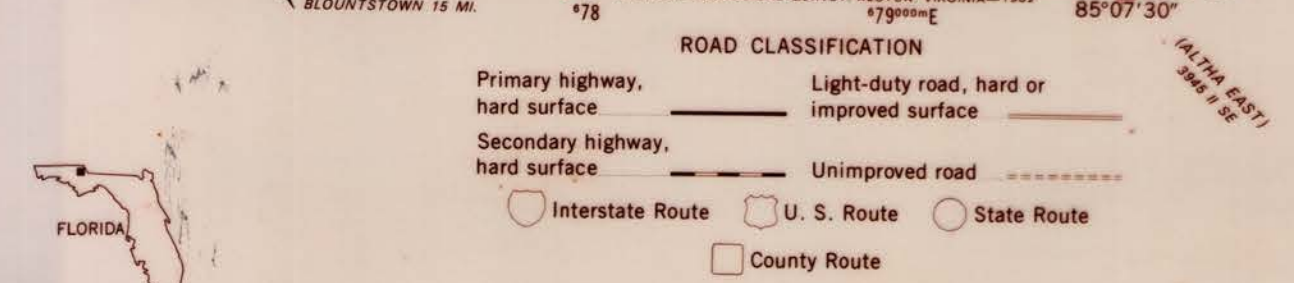 BLOUNTSTOWN 15 MI.
⁶78
⁶79⁰⁰⁰ᵐE
85°07'30"
(ALTHA EAST)
3945 II SE
ROAD CLASSIFICATION
Primary highway,
hard surface
Light-duty road, hard or
improved surface
Secondary highway,
hard surface
Unimproved road
Interstate Route
U. S. Route
State Route
County Route
FLORIDA